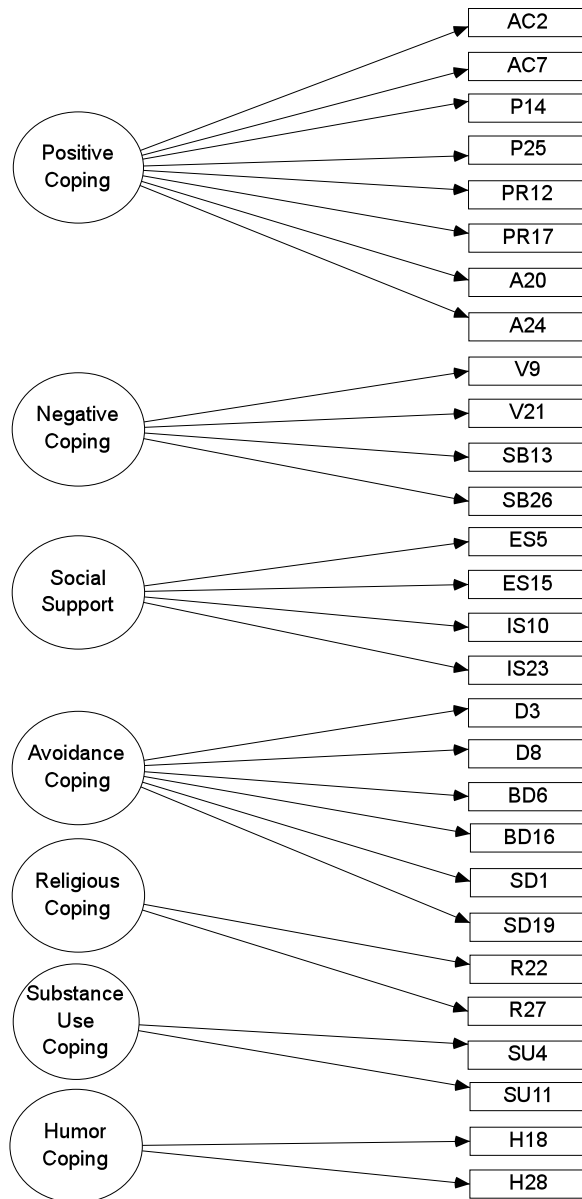 Positive
Coping
AC2
AC7
P14
P25
PR12
PR17
A20
A24
Negative
Coping
V9
V21
SB13
SB26
Social
Support
ES5
ES15
IS10
IS23
Avoidance
Coping
D3
D8
BD6
BD16
SD1
SD19
Religious
Coping
R22
R27
Substance
Use
Coping
SU4
SU11
Humor
Coping
H18
H28